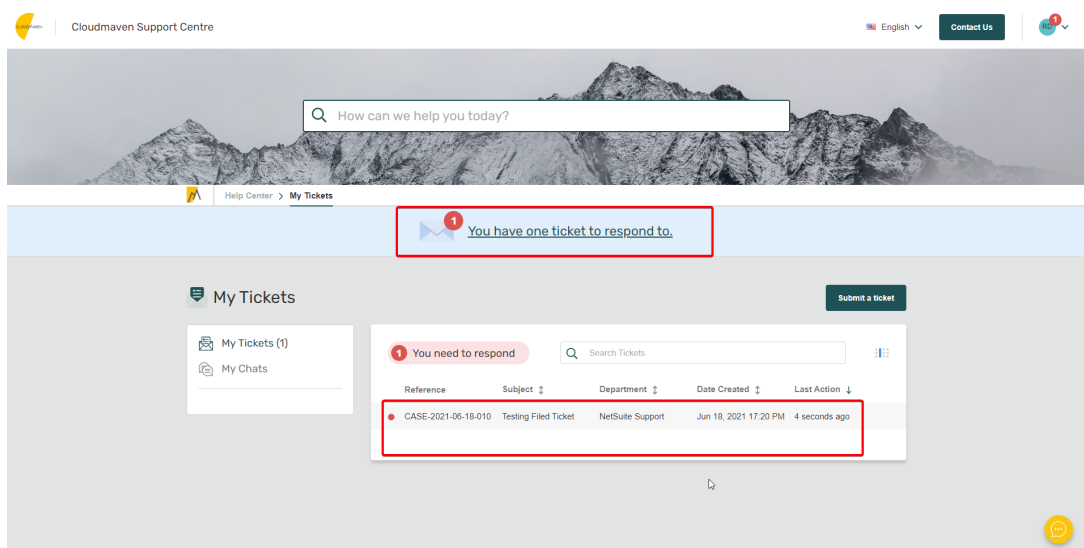 CLOUDMAVEN
Cloudmaven Support Centre
English
Contact Us
RD
1
How can we help you today?
Help Center > My Tickets
1
You have one ticket to respond to.
My Tickets
Submit a ticket
My Tickets (1)
My Chats
1 You need to respond
Search Tickets
Reference Subject Department Date Created Last Action
CASE-2021-06-18-010 Testing Filed Ticket NetSuite Support Jun 18, 2021 17:20 PM 4 seconds ago